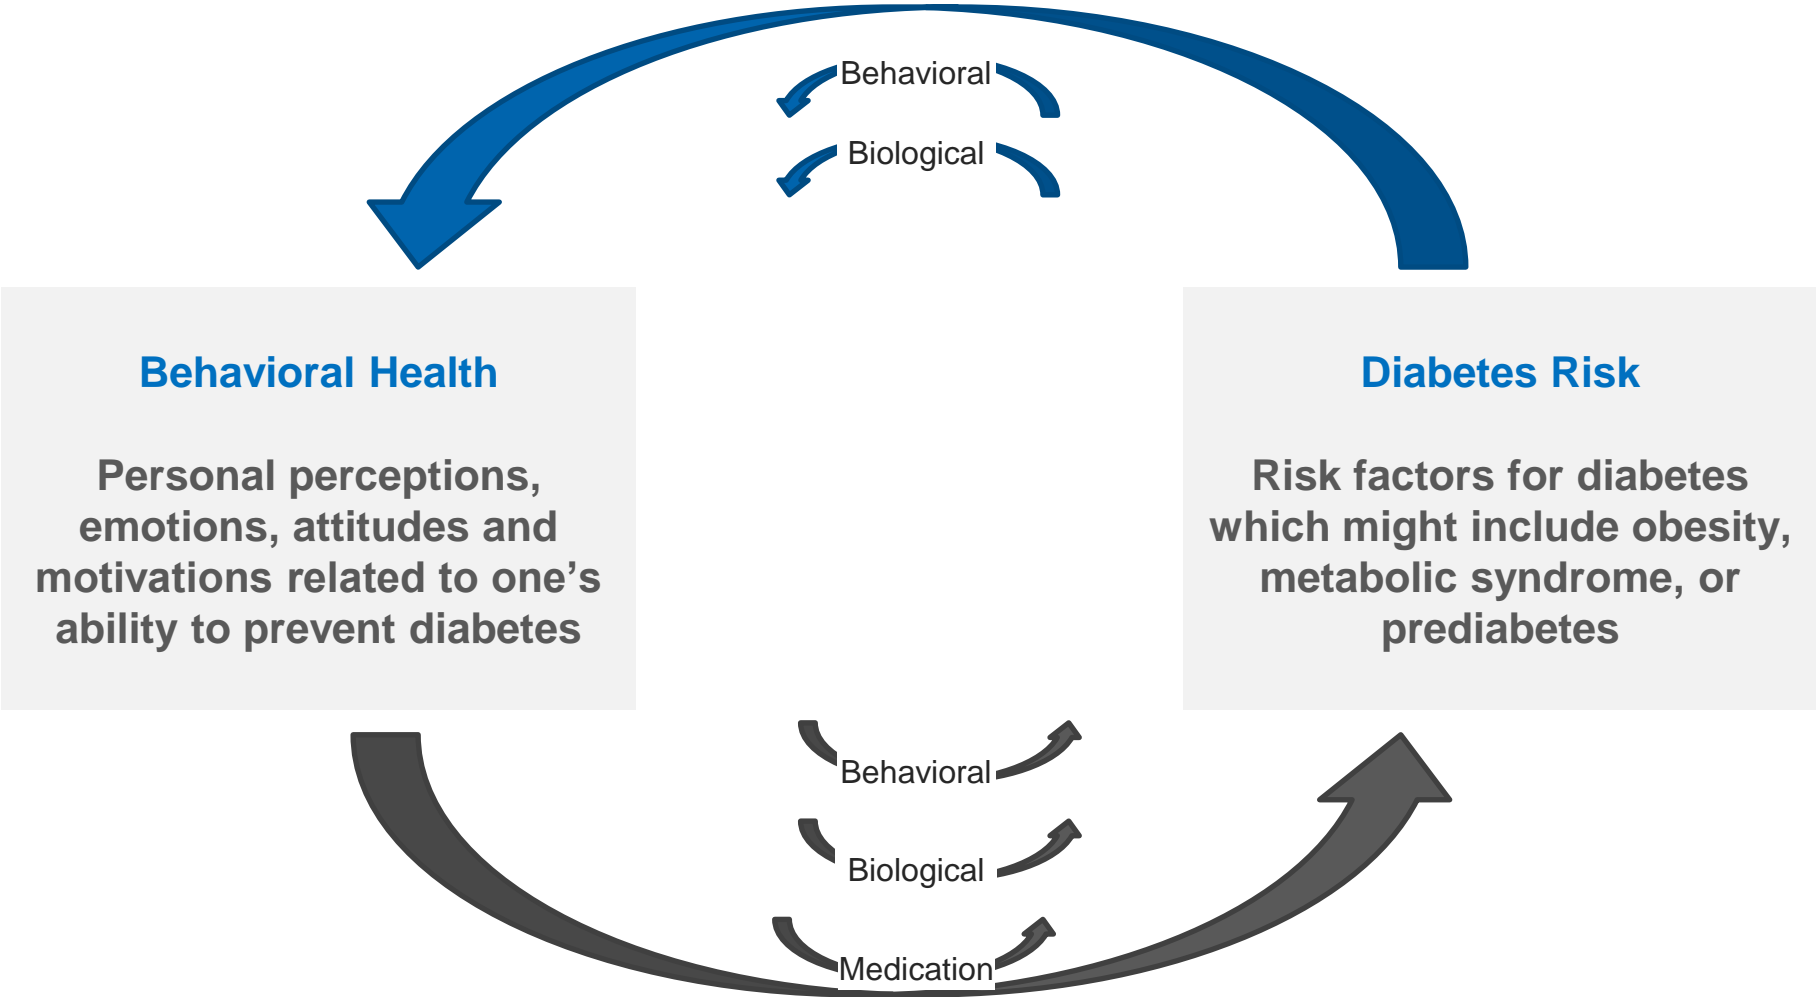 Behavioral
Biological
Behavioral Health
Personal perceptions,
emotions, attitudes and
motivations related to one’s
ability to prevent diabetes
Diabetes Risk
Risk factors for diabetes
which might include obesity,
metabolic syndrome, or
prediabetes
Behavioral
Biological
Medication